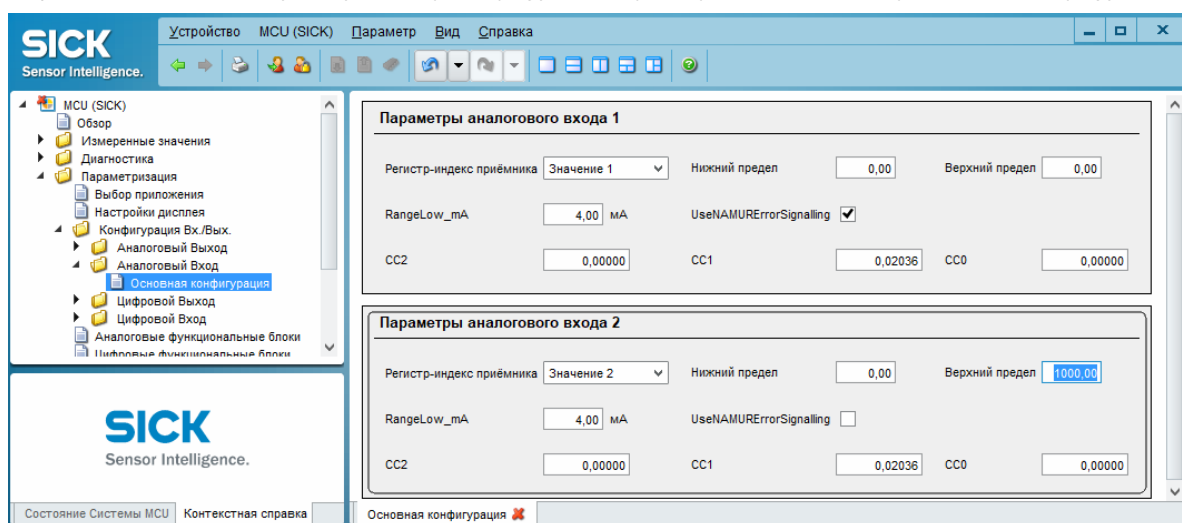 SICK
Sensor Intelligence.
Устройство MCU (SICK) Параметр Вид Справка
MCU (SICK)
Обзор
Измеренные значения
Диагностика
Параметризация
Выбор приложения
Настройки дисплея
Конфигурация Вх./Вых.
Аналоговый Выход
Аналоговый Вход
Основная конфигурация
Цифровой Выход
Цифровой Вход
Аналоговые функциональные блоки
Цифровые функциональные блоки
SICK
Sensor Intelligence.
Состояние Системы MCU Контекстная справка
Параметры аналогового входа 1
Регистр-индекс приёмника Значение 1 Нижний предел 0,00 Верхний предел 0,00
RangeLow_mA 4,00 мА UseNAMURErrorSignalling
CC2 0,00000 CC1 0,02036 CC0 0,00000
Параметры аналогового входа 2
Регистр-индекс приёмника Значение 2 Нижний предел 0,00 Верхний предел 1000,00
RangeLow_mA 4,00 мА UseNAMURErrorSignalling
CC2 0,00000 CC1 0,02036 CC0 0,00000
Основная конфигурация